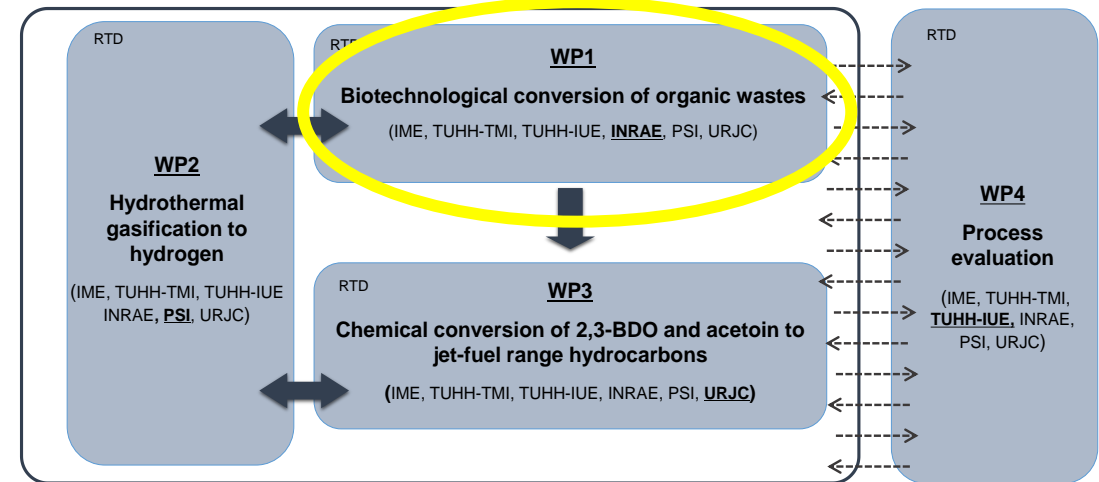 RTD
WP2
Hydrothermal
gasification to
hydrogen
(IME, TUHH-TMI, TUHH-IUE
INRAE, PSI, URJC)
RTD
WP1
Biotechnological conversion of organic wastes
(IME, TUHH-TMI, TUHH-IUE, INRAE, PSI, URJC)
RTD
WP3
Chemical conversion of 2,3-BDO and acetoin to
jet-fuel range hydrocarbons
(IME, TUHH-TMI, TUHH-IUE, INRAE, PSI, URJC)
RTD
WP4
Process
evaluation
(IME, TUHH-TMI,
TUHH-IUE, INRAE,
PSI, URJC)